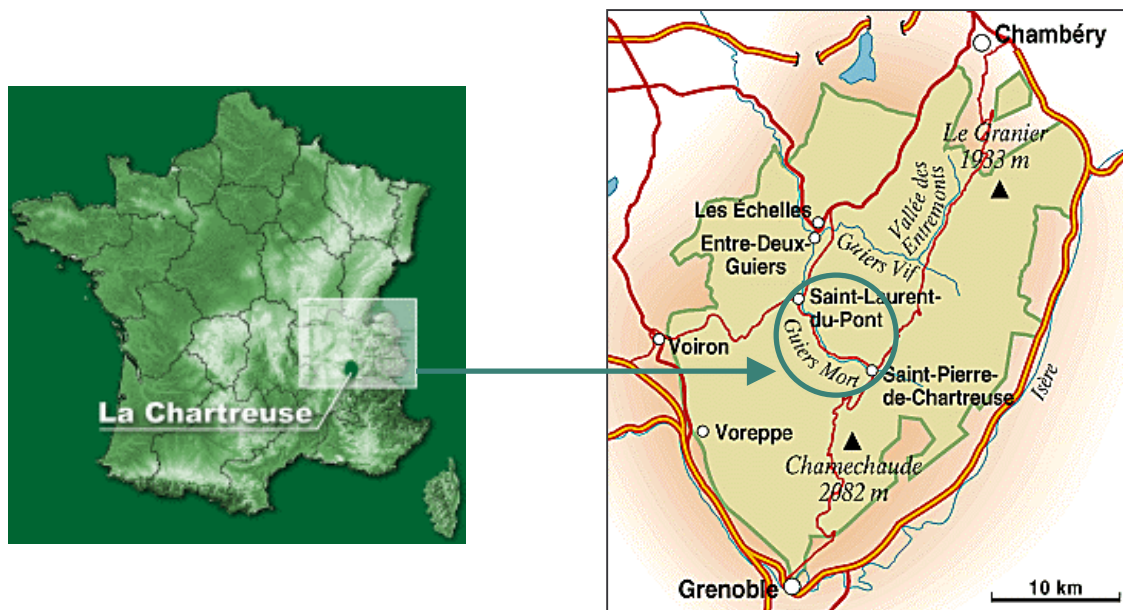 La Chartreuse
Chambéry
Le Granier
1933 m
Vallée des
Entremonts
Les Échelles
Entre-Deux-
Guiers
Guiers Vif
Saint-Laurent-
du-Pont
Guiers Mort
Voiron
Saint-Pierre-
de-Chartreuse
Isère
Voreppe
Chamechaude
2082 m
Grenoble
10 km